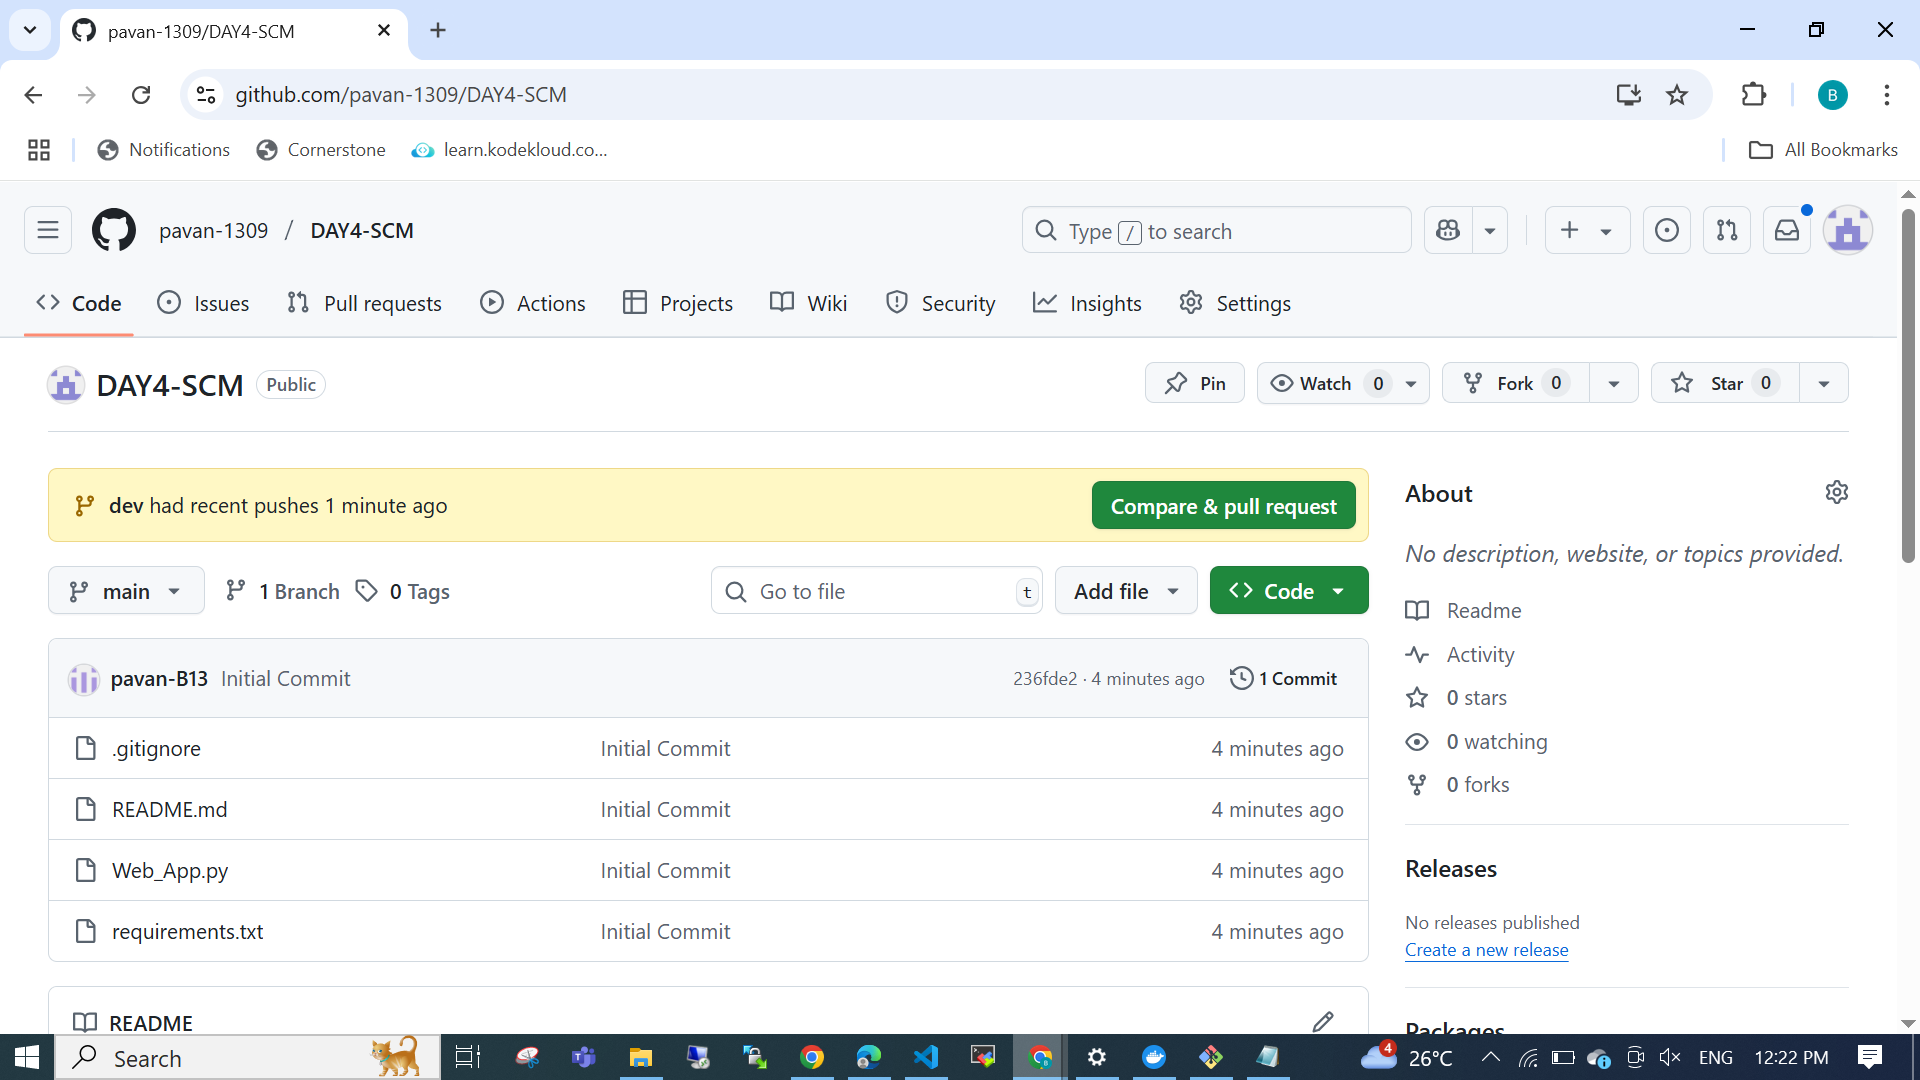 pavan-1309/DAY4-SCM
github.com/pavan-1309/DAY4-SCM
B
Notifications
Cornerstone
learn.kodekloud.co...
All Bookmarks
pavan-1309 / DAY4-SCM
Type / to search
Code
Issues
Pull requests
Actions
Projects
Wiki
Security
Insights
Settings
DAY4-SCM Public
Pin
Watch 0
Fork 0
Star 0
dev had recent pushes 1 minute ago
Compare & pull request
About
No description, website, or topics provided.
main
1 Branch
0 Tags
Go to file t
Add file
Code
Readme
Activity
0 stars
0 watching
0 forks
pavan-B13 Initial Commit 236fde2 · 4 minutes ago 1 Commit
.gitignore Initial Commit 4 minutes ago
README.md Initial Commit 4 minutes ago
Web_App.py Initial Commit 4 minutes ago
requirements.txt Initial Commit 4 minutes ago
Releases
No releases published
Create a new release
README
Packages
Search
4
26°C
ENG
12:22 PM